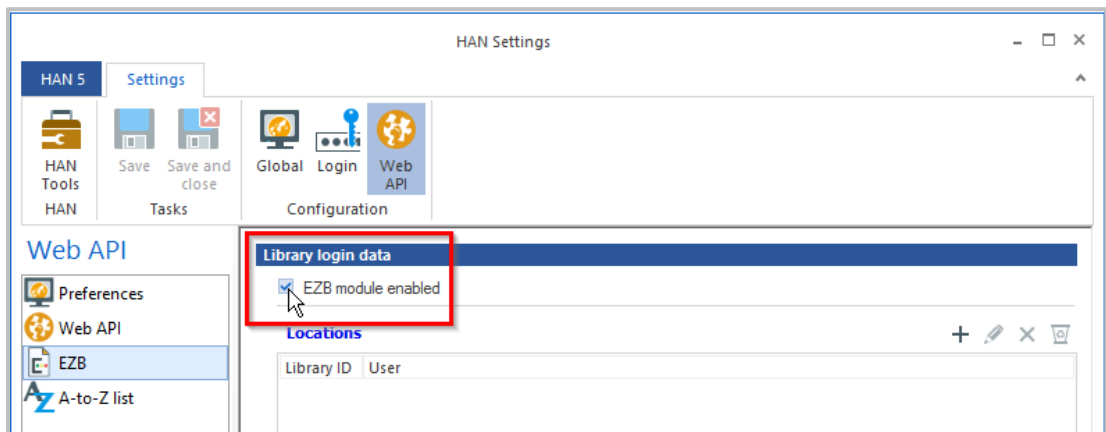 HAN Settings
HAN 5
Settings
HAN Tools
Save
Save and close
Global
Login
Web API
HAN
Tasks
Configuration
Web API
Preferences
Web API
EZB
A-to-Z list
Library login data
EZB module enabled
Locations
Library ID
User